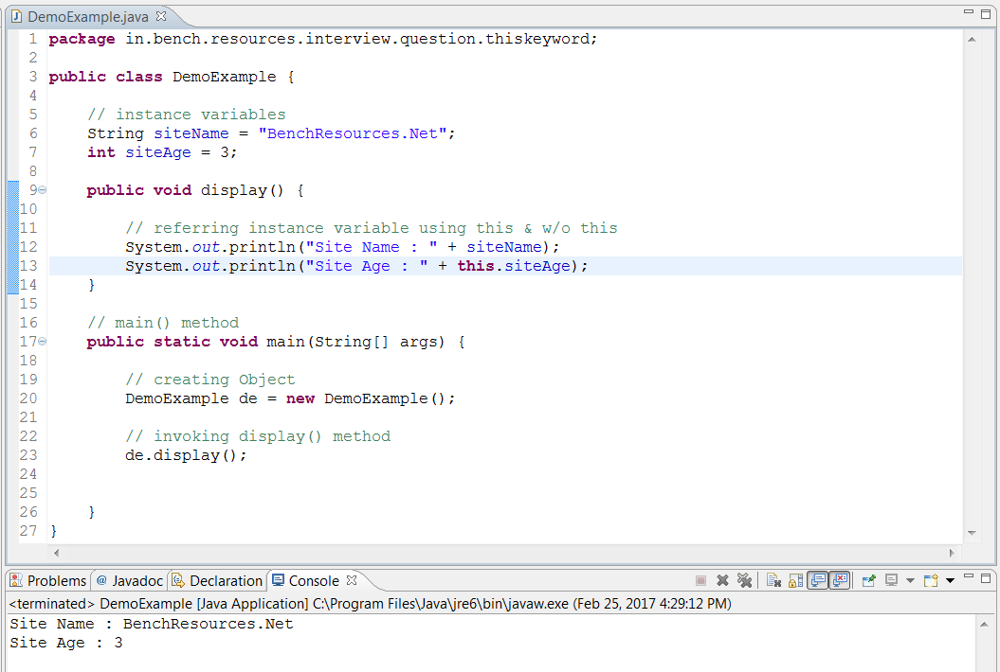 DemoExample.java
1 package in.bench.resources.interview.question.thiskeyword;
2
3 public class DemoExample {
4
5     // instance variables
6     String siteName = "BenchResources.Net";
7     int siteAge = 3;
8
9     public void display() {
10
11         // referring instance variable using this & w/o this
12         System.out.println("Site Name : " + siteName);
13         System.out.println("Site Age : " + this.siteAge);
14     }
15
16     // main() method
17     public static void main(String[] args) {
18
19         // creating Object
20         DemoExample de = new DemoExample();
21
22         // invoking display() method
23         de.display();
24
25
26     }
27 }
Problems @ Javadoc Declaration Console
<terminated> DemoExample [Java Application] C:\Program Files\Java\jre6\bin\javaw.exe (Feb 25, 2017 4:29:12 PM)
Site Name : BenchResources.Net
Site Age : 3